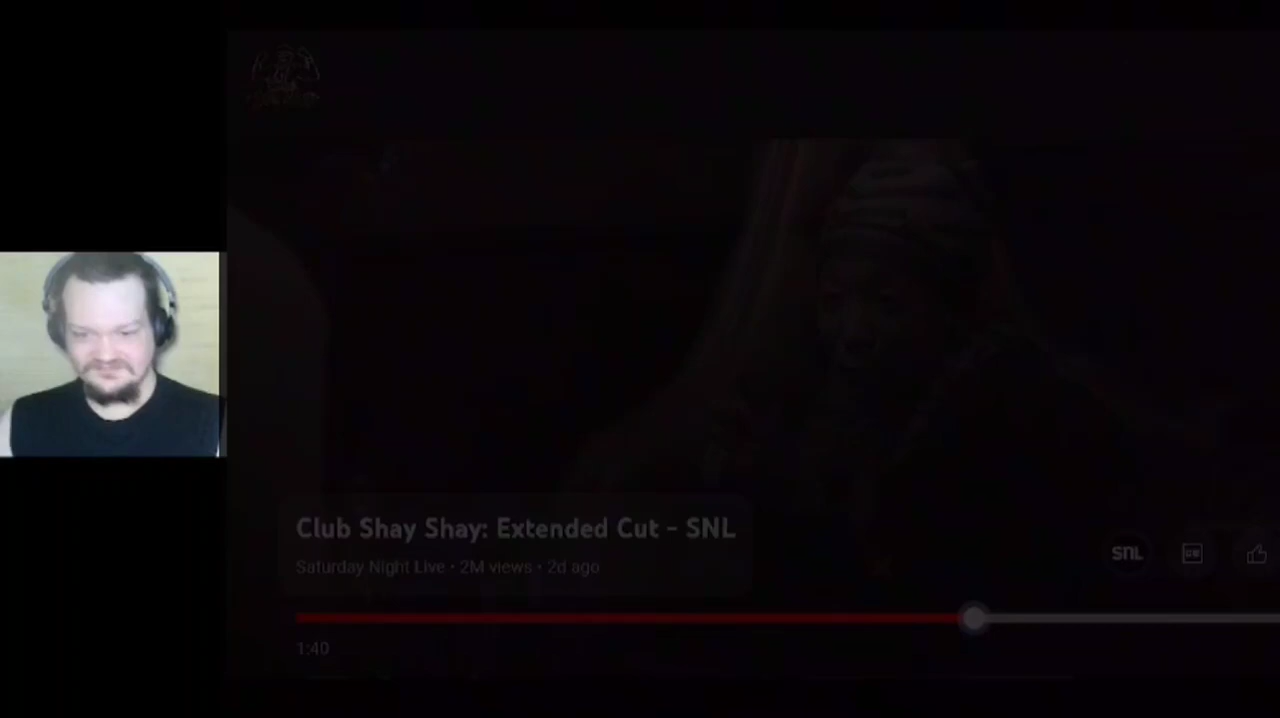 Club Shay Shay: Extended Cut - SNL
Saturday Night Live • 2M views • 2d ago
SNL
1:40